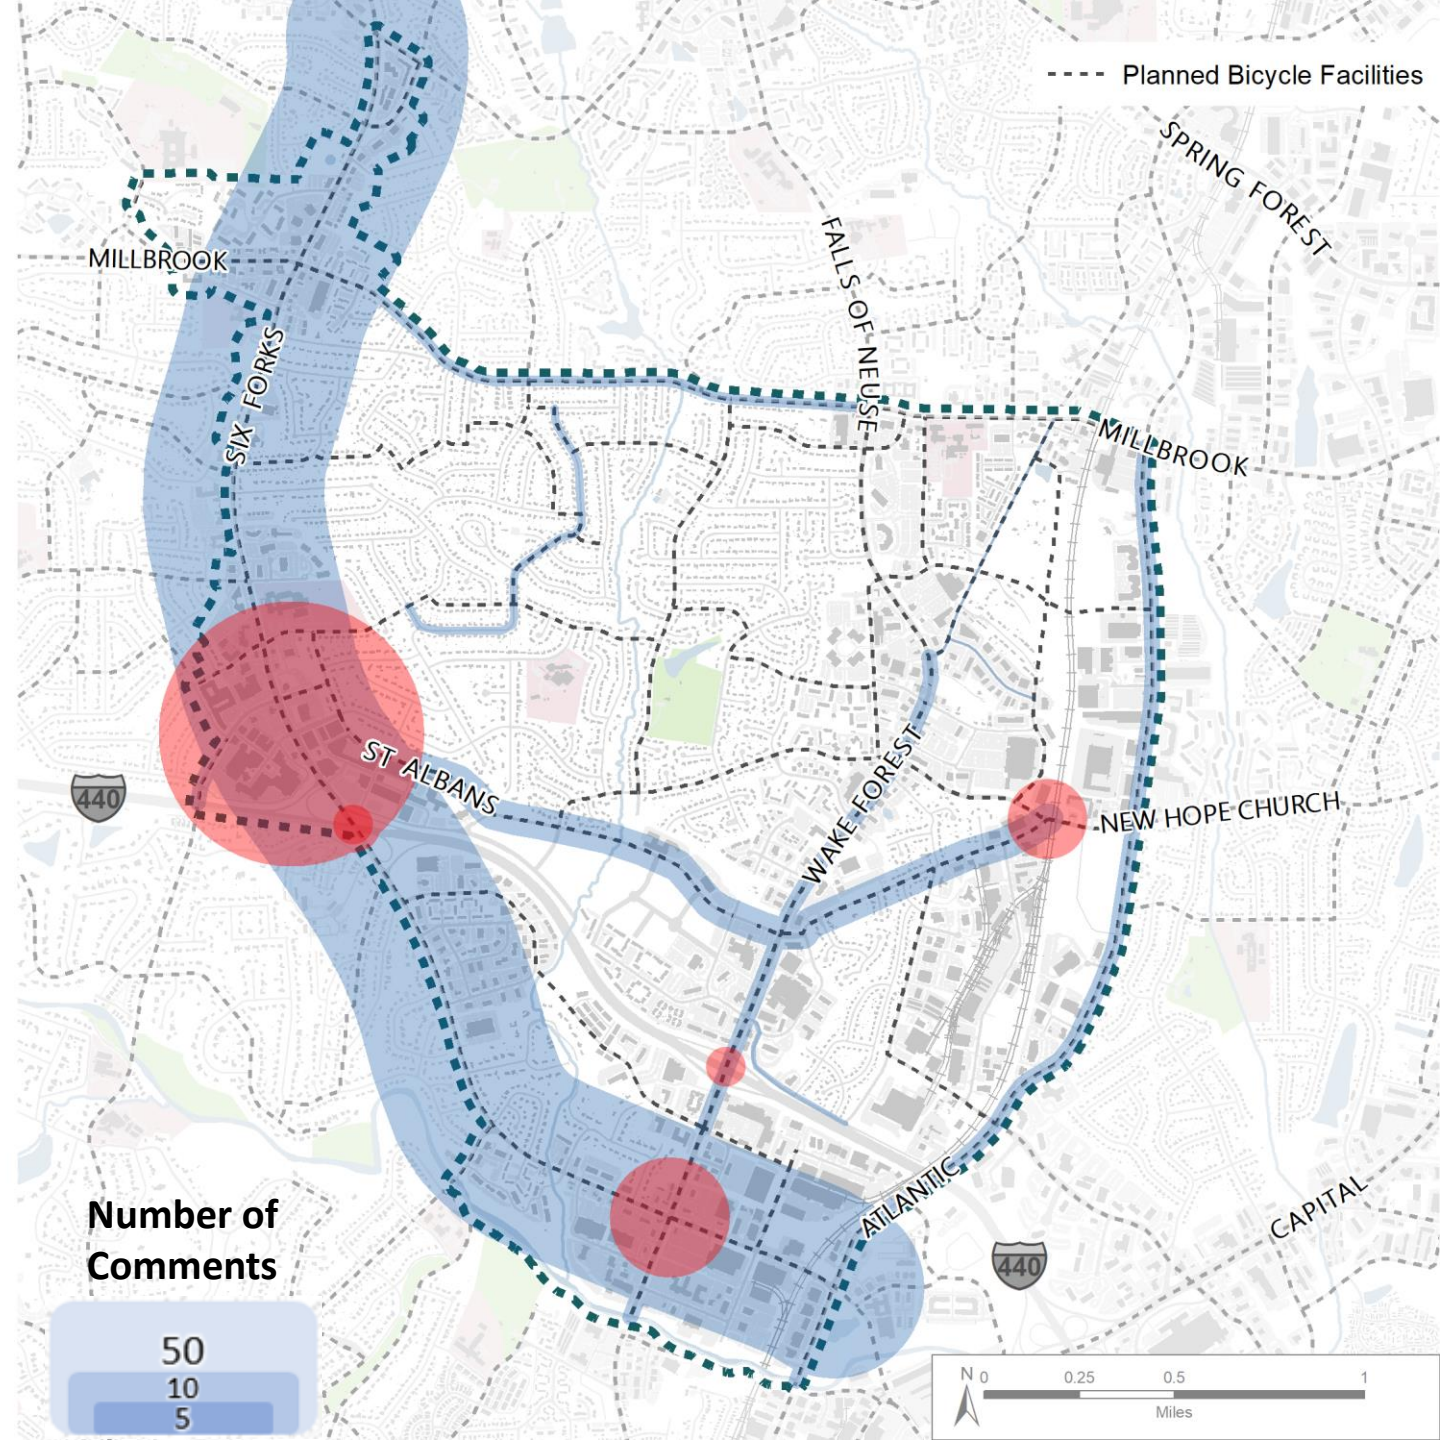 Planned Bicycle Facilities
SPRING FOREST
FALLS OF NEUSE
MILLBROOK
SIX FORKS
MILLBROOK
ST ALBANS
440
WAKE FOREST
NEW HOPE CHURCH
ATLANTIC
CAPITAL
440
Number of
Comments
50
10
5
N 0 0.25 0.5 1
Miles